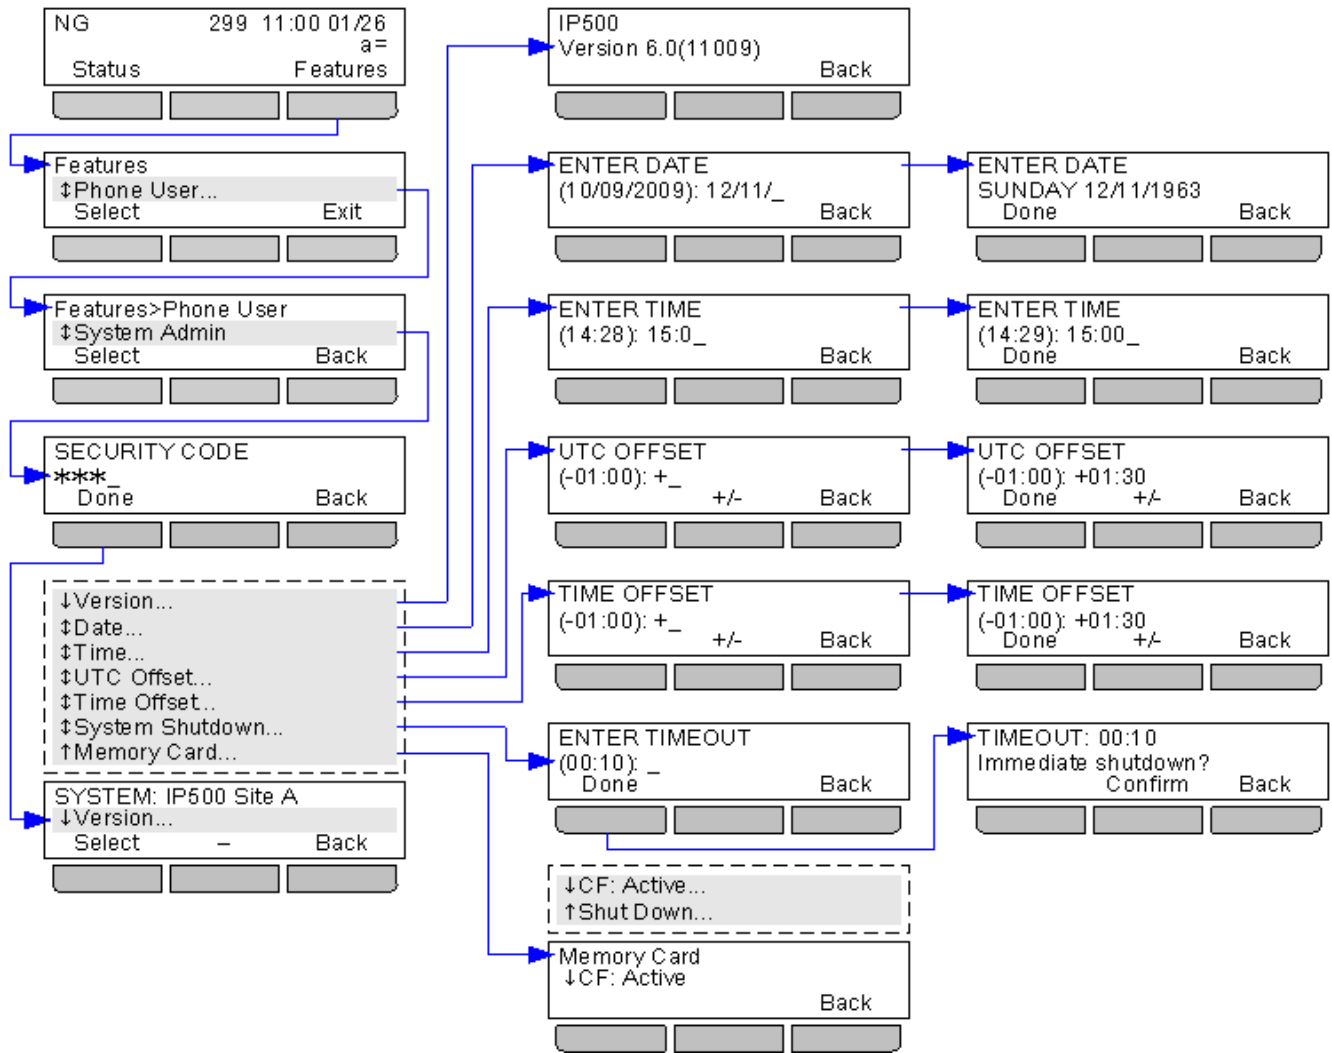 NG 299 11:00 01/26
a=
Status Features
Features
↕Phone User...
Select Exit
Features>Phone User
↕System Admin
Select Back
SECURITY CODE
***_
Done Back
↓Version...
↕Date...
↕Time...
↕UTC Offset...
↕Time Offset...
↕System Shutdown...
↑Memory Card...
SYSTEM: IP500 Site A
↓Version...
Select – Back
IP500
Version 6.0(11009)
Back
ENTER DATE
(10/09/2009): 12/11/_
Back
ENTER DATE
SUNDAY 12/11/1963
Done Back
ENTER TIME
(14:28): 15:0_
Back
ENTER TIME
(14:29): 15:00_
Done Back
UTC OFFSET
(-01:00): +_
+/- Back
UTC OFFSET
(-01:00): +01:30
Done +/- Back
TIME OFFSET
(-01:00): +_
+/- Back
TIME OFFSET
(-01:00): +01:30
Done +/- Back
ENTER TIMEOUT
(00:10): _
Done Back
TIMEOUT: 00:10
Immediate shutdown?
Confirm Back
↓CF: Active...
↑Shut Down...
Memory Card
↓CF: Active
Back